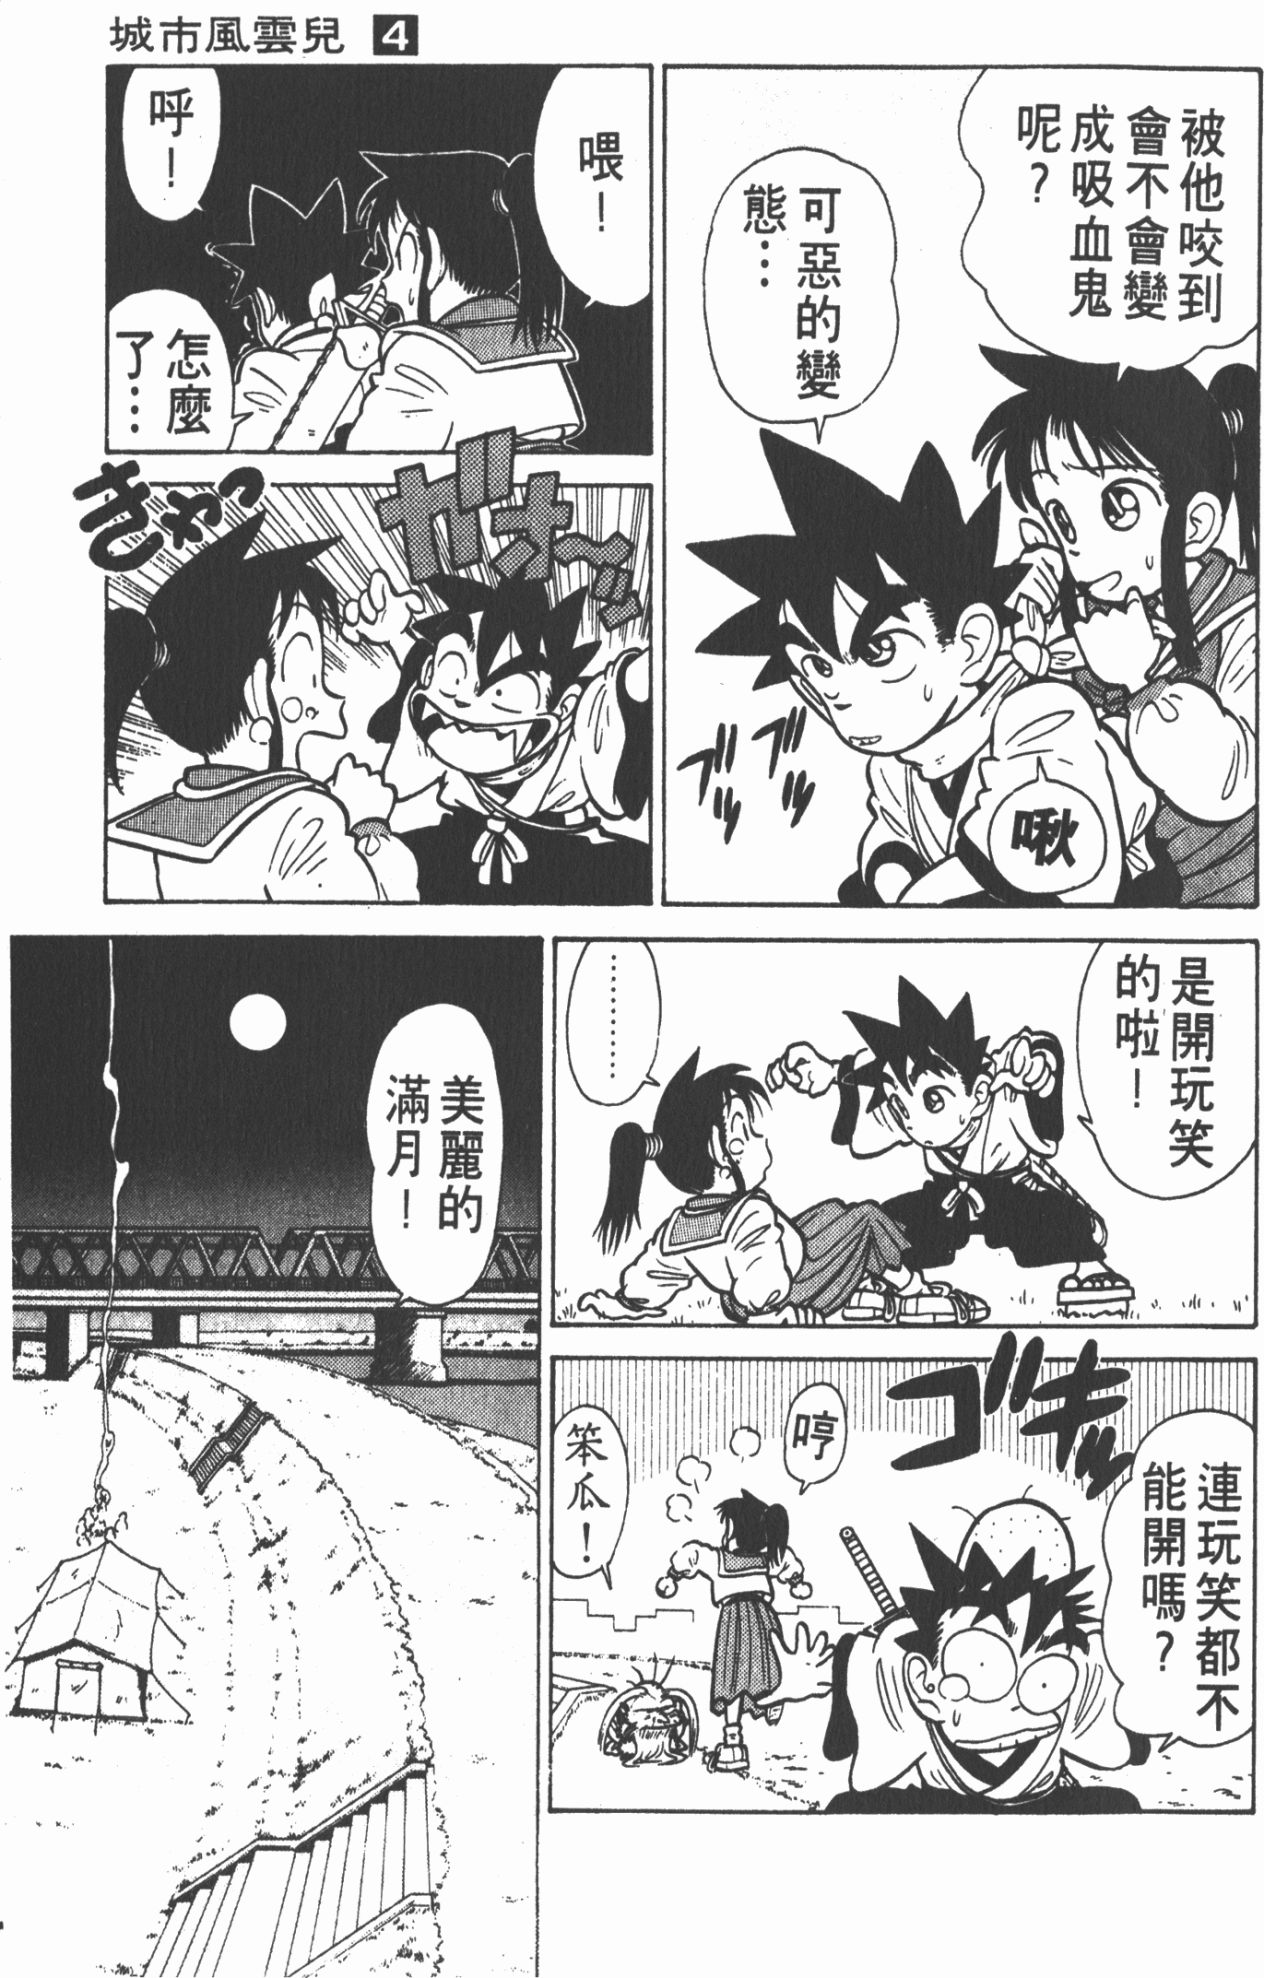 城市風雲兒 4
被他咬到
會不會變
成吸血鬼
呢？
可惡的變
態…
啾
ドド
喂！
呼！
怎麼
了…
ガオ～ッ
きゃっ
是開玩笑
的啦！
…………
ゴキッ
連玩笑都不
能開嗎？
哼
笨瓜！
美麗的
滿月！